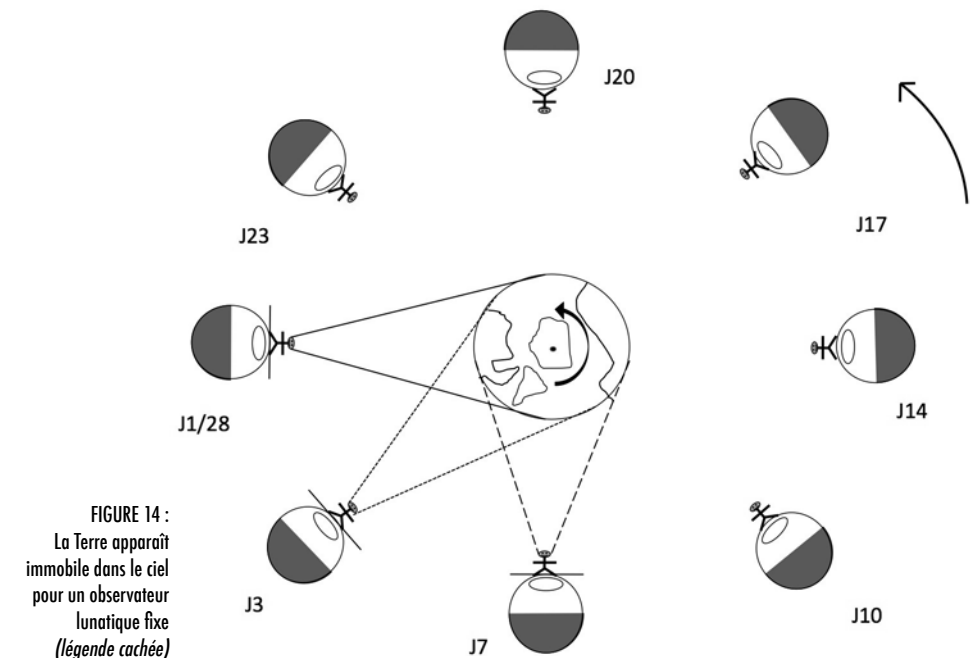 J20
J17
J23
J14
J1/28
J3
J10
J7
FIGURE 14 :
La Terre apparaît
immobile dans le ciel
pour un observateur
lunatique fixe
(légende cachée)